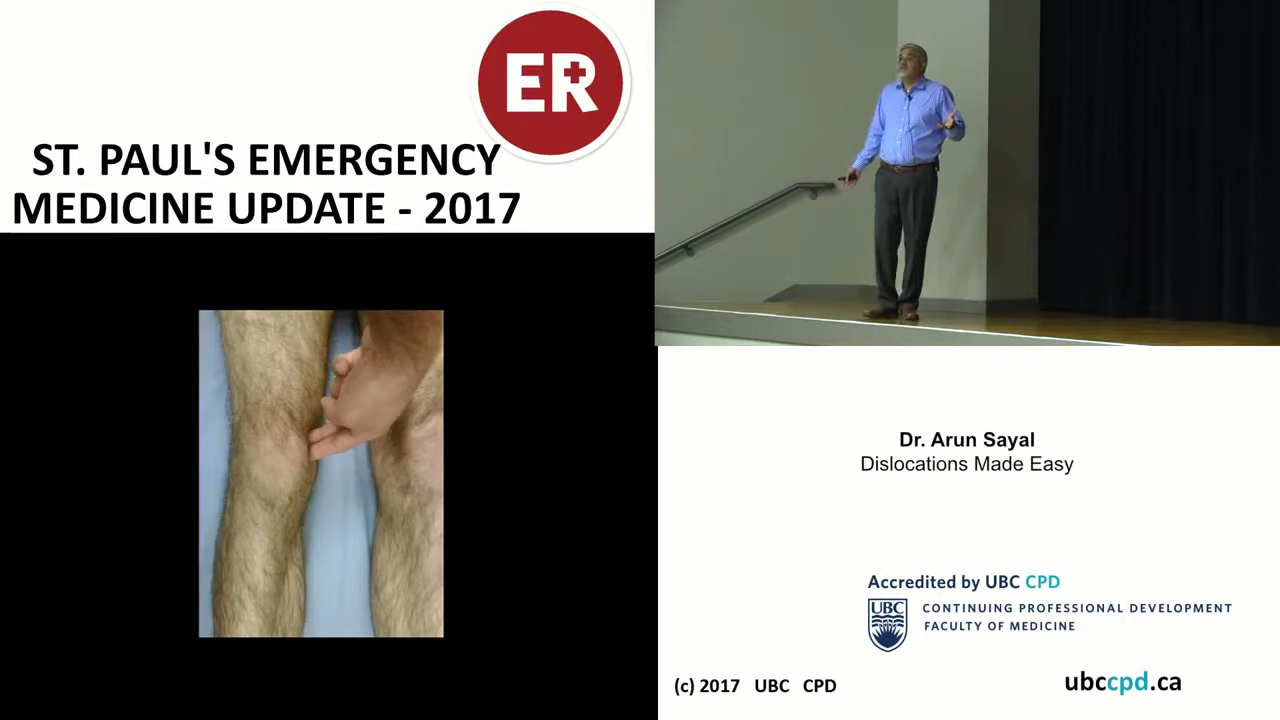 ER
ST. PAUL'S EMERGENCY
MEDICINE UPDATE - 2017
Dr. Arun Sayal
Dislocations Made Easy
Accredited by UBC CPD
UBC
CONTINUING PROFESSIONAL DEVELOPMENT
FACULTY OF MEDICINE
(c) 2017 UBC CPD
ubccpd.ca